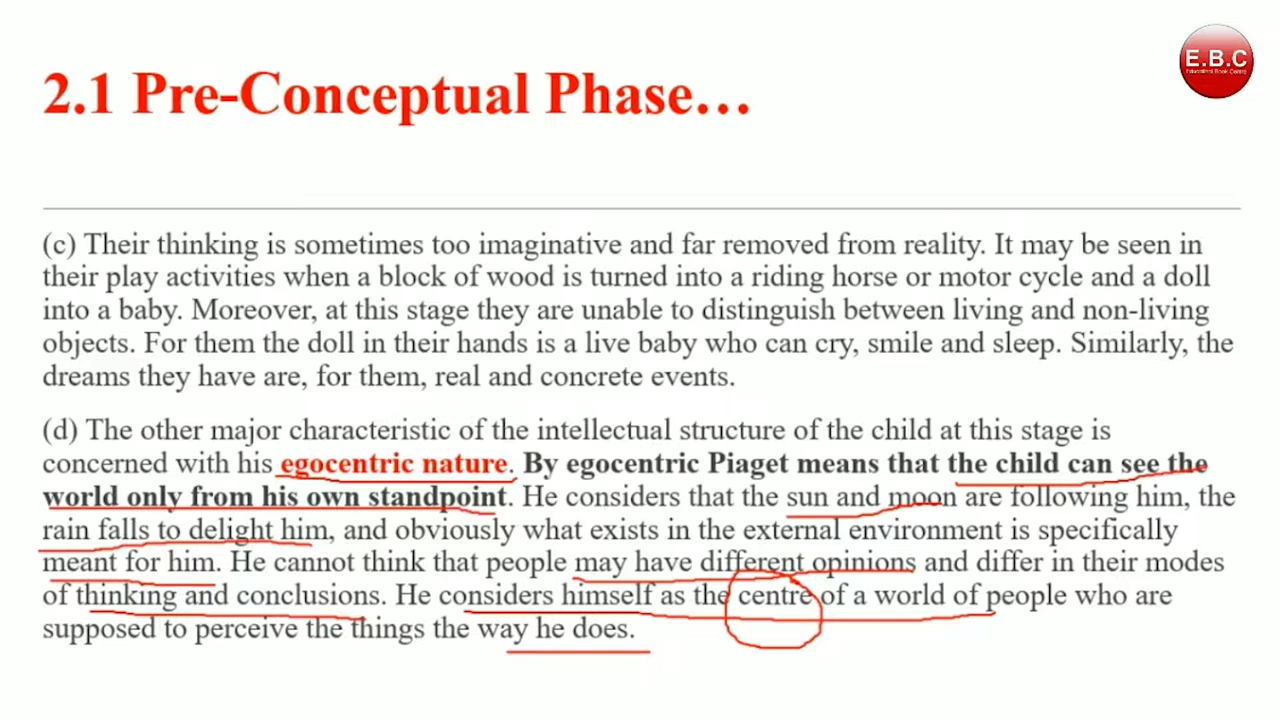 E.B.C
Educational Book Centre
2.1 Pre-Conceptual Phase…
(c) Their thinking is sometimes too imaginative and far removed from reality. It may be seen in
their play activities when a block of wood is turned into a riding horse or motor cycle and a doll
into a baby. Moreover, at this stage they are unable to distinguish between living and non-living
objects. For them the doll in their hands is a live baby who can cry, smile and sleep. Similarly, the
dreams they have are, for them, real and concrete events.
(d) The other major characteristic of the intellectual structure of the child at this stage is
concerned with his egocentric nature. By egocentric Piaget means that the child can see the
world only from his own standpoint. He considers that the sun and moon are following him, the
rain falls to delight him, and obviously what exists in the external environment is specifically
meant for him. He cannot think that people may have different opinions and differ in their modes
of thinking and conclusions. He considers himself as the centre of a world of people who are
supposed to perceive the things the way he does.